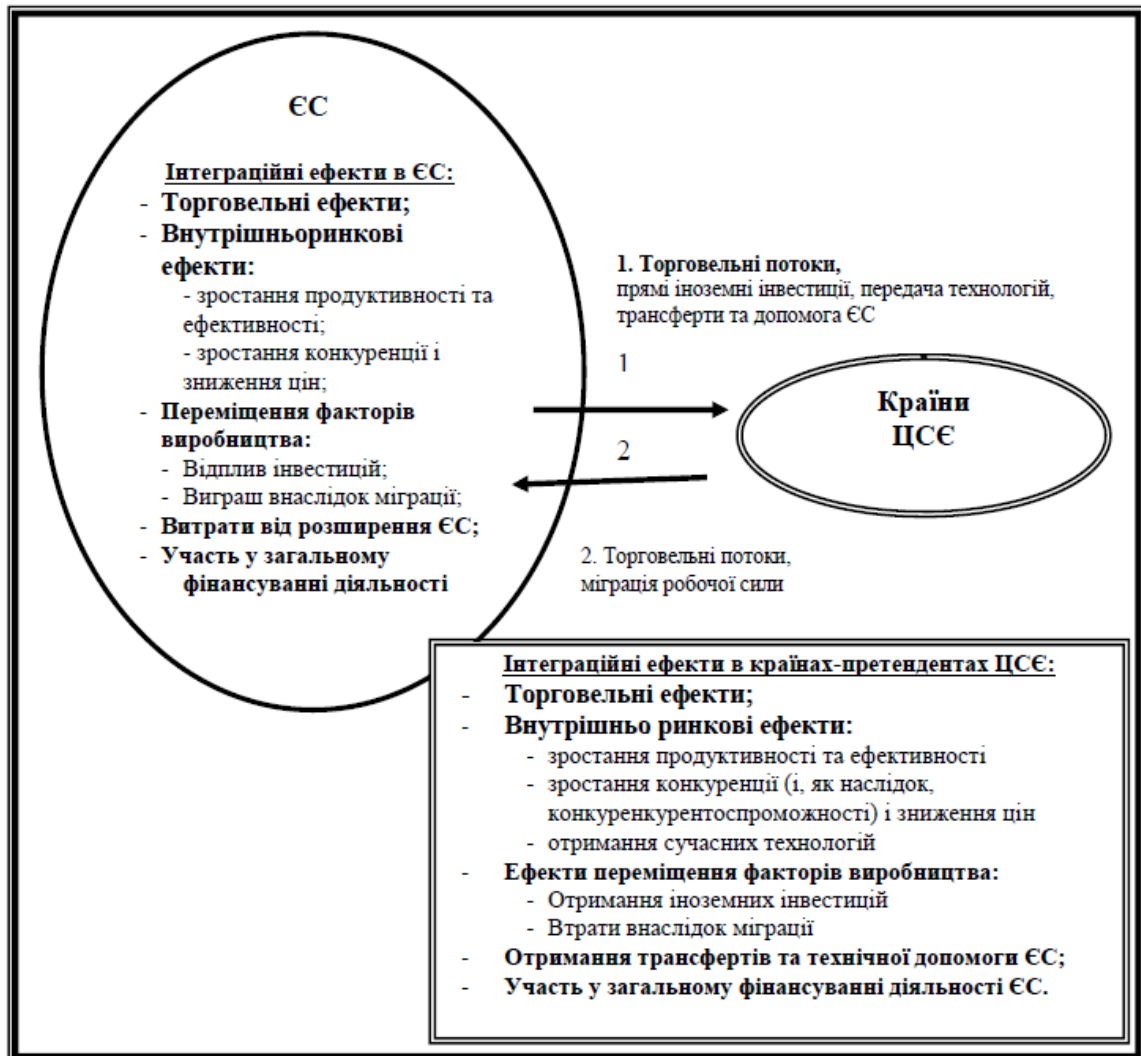 ЄС
Інтеграційні ефекти в ЄС:
- Торговельні ефекти;
- Внутрішньоринкові
ефекти:
- зростання продуктивності та
ефективності;
- зростання конкуренції і
зниження цін;
- Переміщення факторів
виробництва:
- Відплив інвестицій;
- Виграш внаслідок міграції;
- Витрати від розширення ЄС;
- Участь у загальному
фінансуванні діяльності
1. Торговельні потоки,
прямі іноземні інвестиції, передача технологій,
трансферти та допомога ЄС
1
2
Країни
ЦСЄ
2. Торговельні потоки,
міграція робочої сили
Інтеграційні ефекти в країнах-претендентах ЦСЄ:
- Торговельні ефекти;
- Внутрішньо ринкові ефекти:
- зростання продуктивності та ефективності
- зростання конкуренції (і, як наслідок,
конкуренкурентоспроможності) і зниження цін
- отримання сучасних технологій
- Ефекти переміщення факторів виробництва:
- Отримання іноземних інвестицій
- Втрати внаслідок міграції
- Отримання трансфертів та технічної допомоги ЄС;
- Участь у загальному фінансуванні діяльності ЄС.